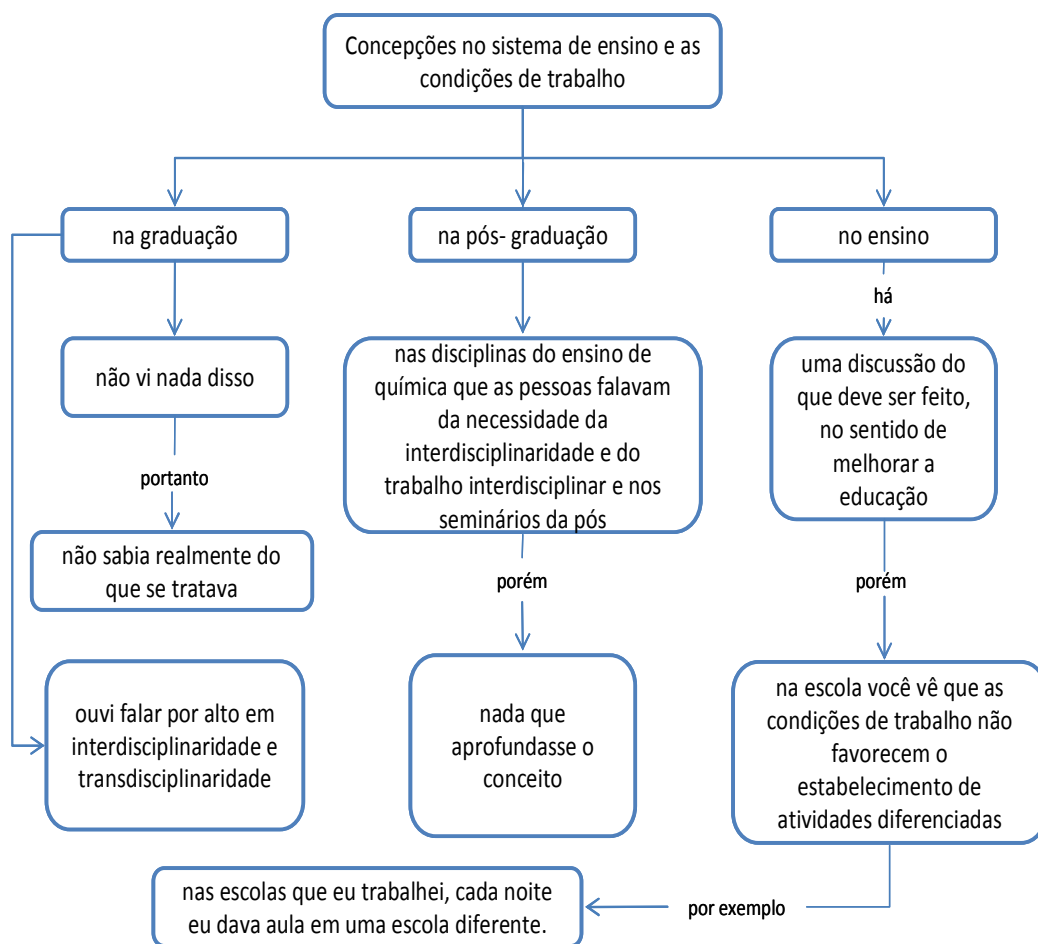 Concepções no sistema de ensino e as
condições de trabalho
na graduação
na pós- graduação
no ensino
há
não vi nada disso
nas disciplinas do ensino de
química que as pessoas falavam
da necessidade da
interdisciplinaridade e do
trabalho interdisciplinar e nos
seminários da pós
uma discussão do
que deve ser feito,
no sentido de
melhorar a
educação
portanto
não sabia realmente do
que se tratava
porém
porém
ouvi falar por alto em
interdisciplinaridade e
transdisciplinaridade
nada que
aprofundasse o
conceito
na escola você vê que as
condições de trabalho não
favorecem o
estabelecimento de
atividades diferenciadas
nas escolas que eu trabalhei, cada noite
eu dava aula em uma escola diferente.
por exemplo